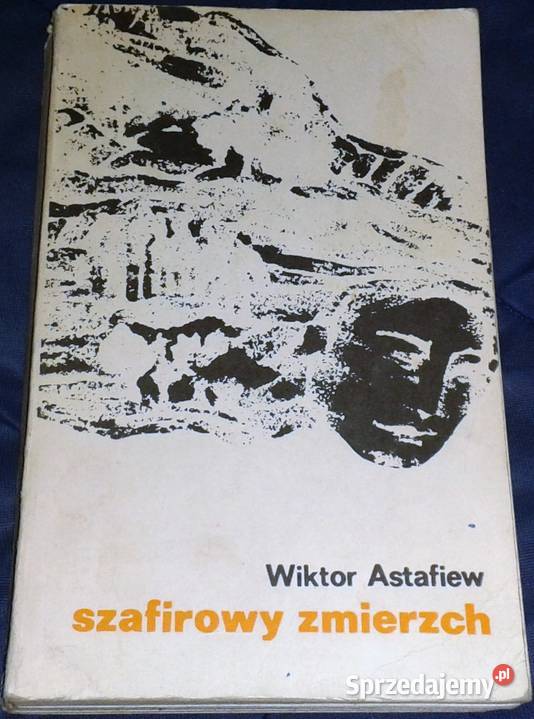 Wiktor Astafiew
szafirowy zmierzch
Sprzedajemy.pl